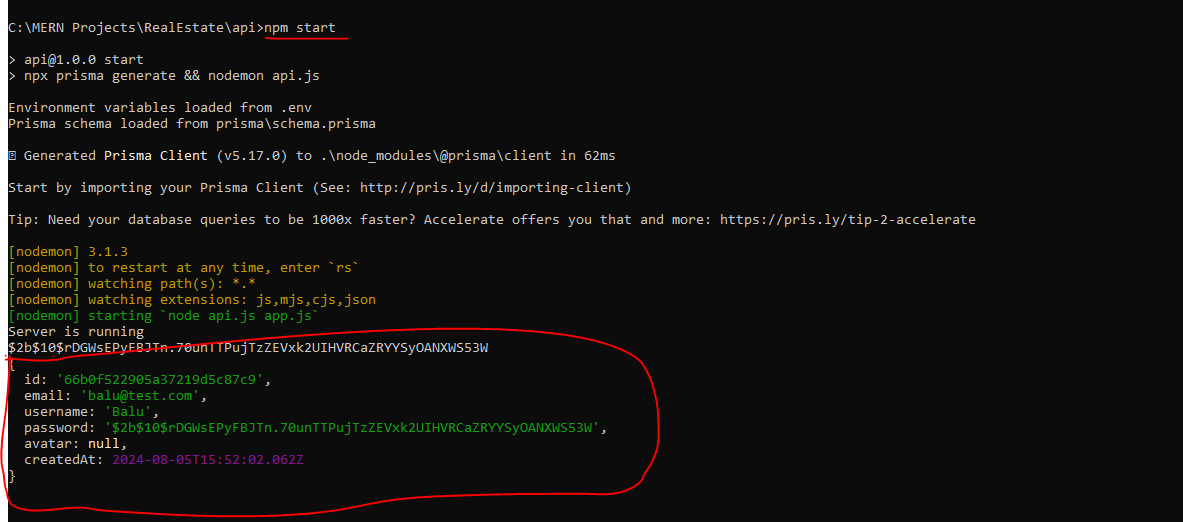 C:\MERN Projects\RealEstate\api>npm start
> api@1.0.0 start
> npx prisma generate && nodemon api.js
Environment variables loaded from .env
Prisma schema loaded from prisma\schema.prisma
Generated Prisma Client (v5.17.0) to .\node_modules\@prisma\client in 62ms
Start by importing your Prisma Client (See: http://pris.ly/d/importing-client)
Tip: Need your database queries to be 1000x faster? Accelerate offers you that and more: https://pris.ly/tip-2-accelerate
[nodemon] 3.1.3
[nodemon] to restart at any time, enter `rs`
[nodemon] watching path(s): *.*
[nodemon] watching extensions: js,mjs,cjs,json
[nodemon] starting `node api.js app.js`
Server is running
$2b$10$rDGWsEPyFBJTn.70unTTPujTzZEVxk2UIHVRCaZRYYSyOANXWS53W
{
id: '66b0f522905a37219d5c87c9',
email: 'balu@test.com',
username: 'Balu',
password: '$2b$10$rDGWsEPyFBJTn.70unTTPujTzZEVxk2UIHVRCaZRYYSyOANXWS53W',
avatar: null,
createdAt: 2024-08-05T15:52:02.062Z
}